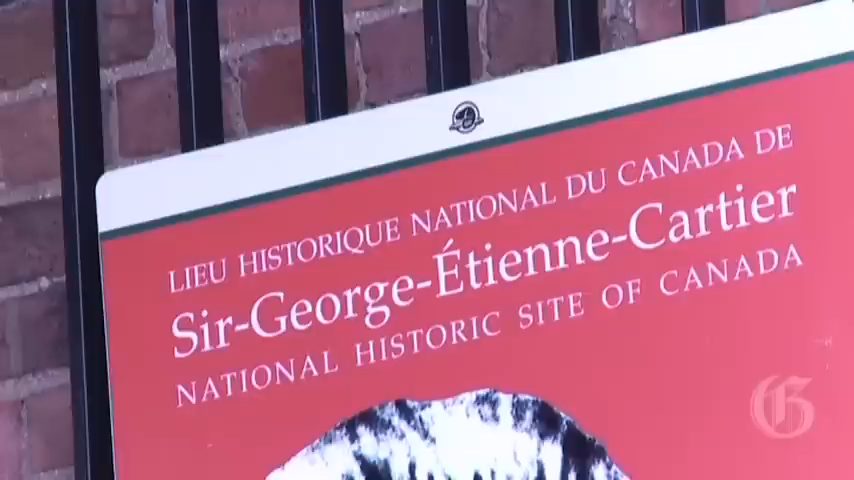 LIEU HISTORIQUE NATIONAL DU CANADA DE
Sir-George-Étienne-Cartier
NATIONAL HISTORIC SITE OF CANADA
G